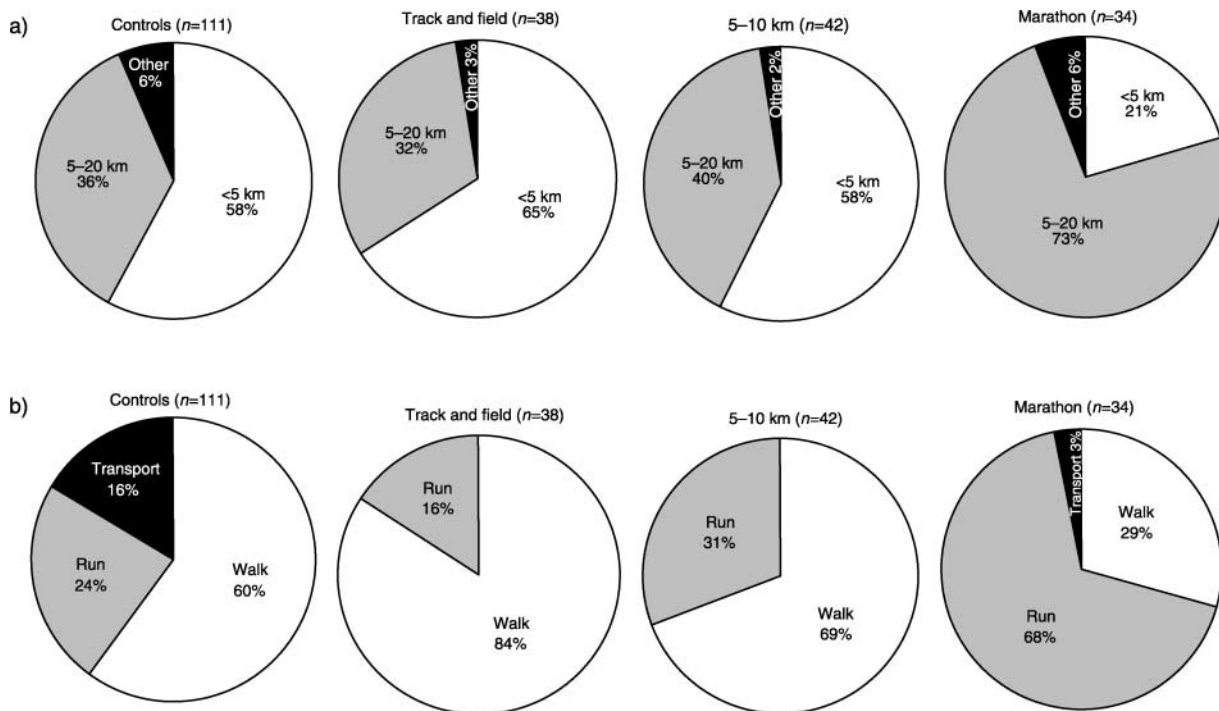 a)
Controls (n=111)
Other
6%
5–20 km
36%
<5 km
58%
Track and field (n=38)
Other 3%
5–20 km
32%
<5 km
65%
5–10 km (n=42)
Other 2%
5–20 km
40%
<5 km
58%
Marathon (n=34)
Other 6%
<5 km
21%
5–20 km
73%
b)
Controls (n=111)
Transport
16%
Run
24%
Walk
60%
Track and field (n=38)
Run
16%
Walk
84%
5–10 km (n=42)
Run
31%
Walk
69%
Marathon (n=34)
Transport 3%
Walk
29%
Run
68%